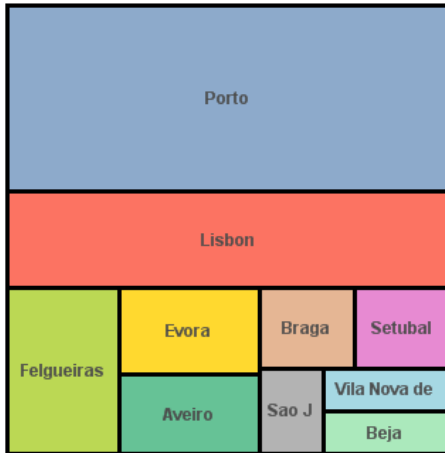 Porto
Lisbon
Felgueiras
Evora
Aveiro
Braga
Setubal
Sao J
Vila Nova de
Beja